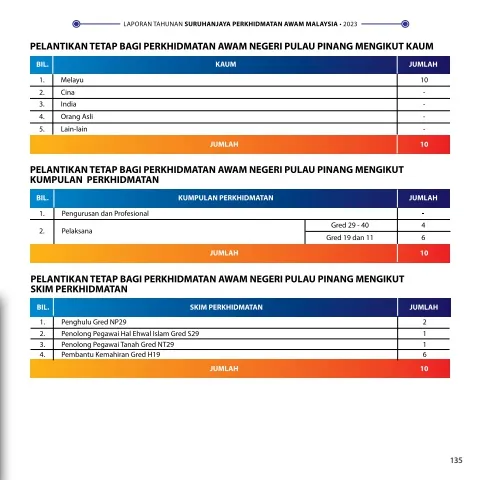 LAPORAN TAHUNAN SURUHANJAYA PERKHIDMATAN AWAM MALAYSIA • 2023
PELANTIKAN TETAP BAGI PERKHIDMATAN AWAM NEGERI PULAU PINANG MENGIKUT KAUM
BIL. KAUM JUMLAH
1. Melayu 10
2. Cina -
3. India -
4. Orang Asli -
5. Lain-lain -
JUMLAH 10
PELANTIKAN TETAP BAGI PERKHIDMATAN AWAM NEGERI PULAU PINANG MENGIKUT
KUMPULAN PERKHIDMATAN
BIL. KUMPULAN PERKHIDMATAN JUMLAH
1. Pengurusan dan Profesional -
2. Pelaksana Gred 29 - 40 4
Gred 19 dan 11 6
JUMLAH 10
PELANTIKAN TETAP BAGI PERKHIDMATAN AWAM NEGERI PULAU PINANG MENGIKUT
SKIM PERKHIDMATAN
BIL. SKIM PERKHIDMATAN JUMLAH
1. Penghulu Gred NP29 2
2. Penolong Pegawai Hal Ehwal Islam Gred S29 1
3. Penolong Pegawai Tanah Gred NT29 1
4. Pembantu Kemahiran Gred H19 6
JUMLAH 10
135